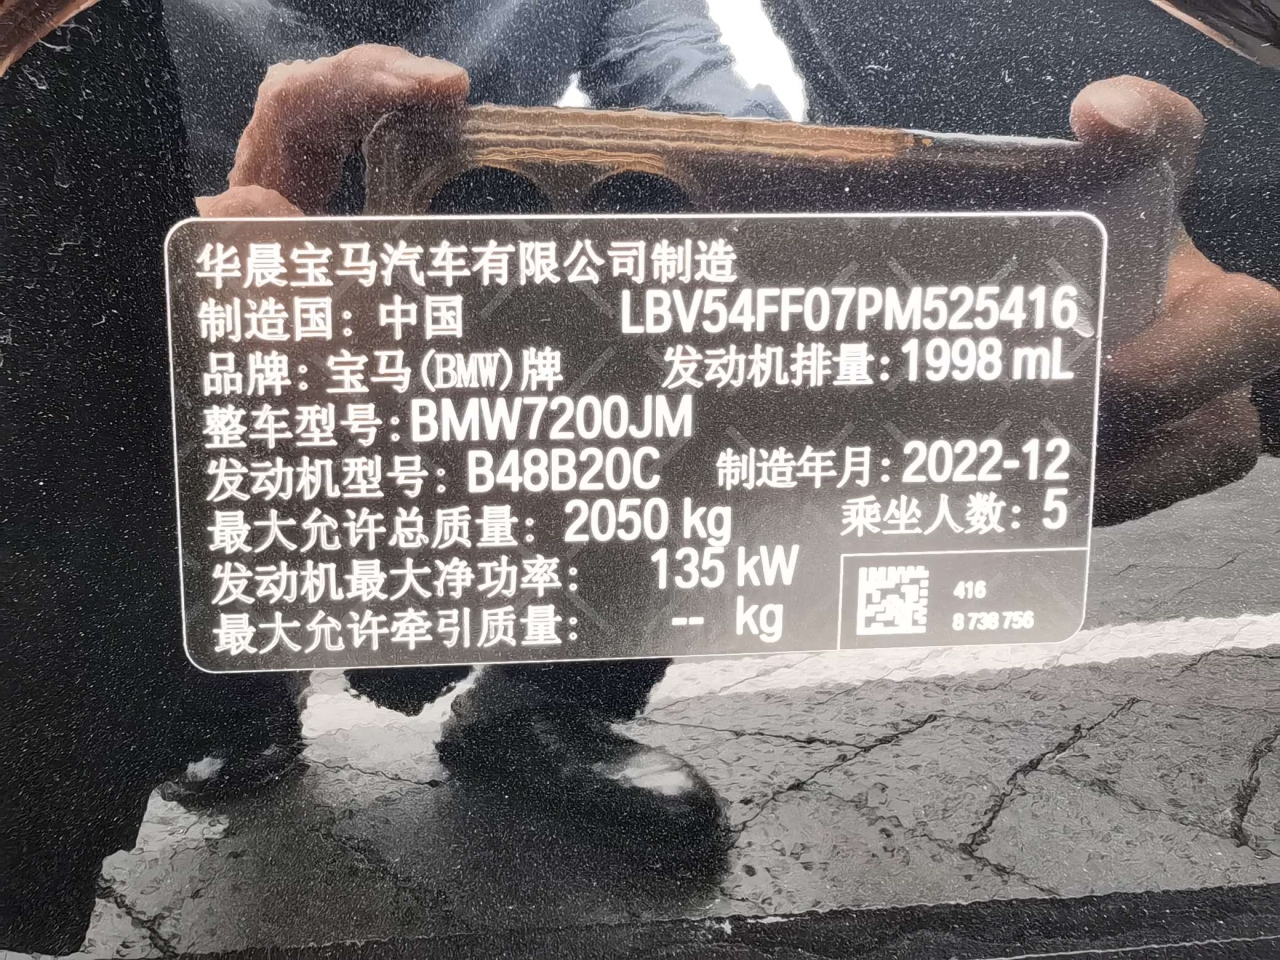 华晨宝马汽车有限公司制造
制造国：中国 LBV54FF07PM525416
品牌：宝马(BMW)牌 发动机排量：1998 mL
整车型号：BMW7200JM
发动机型号：B48B20C 制造年月：2022-12
最大允许总质量：2050 kg 乘坐人数：5
发动机最大净功率：135 kW
最大允许牵引质量：-- kg
416
8 738 756